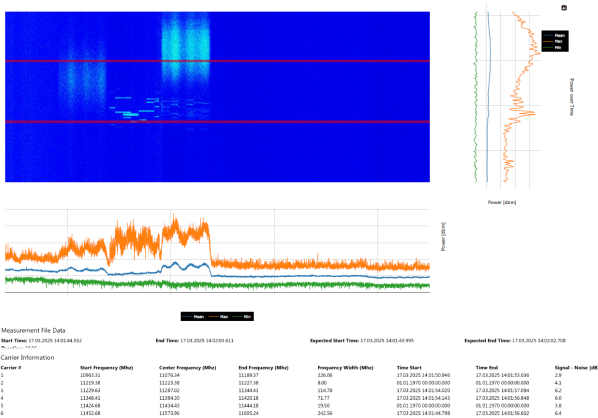 Mean
Max
Min
Power over Time
Power [dbm]
Power [dbm]
Mean Max Min
Measurement File Data
Start Time: 17.03.2025 14:01:44.552 End Time: 17.03.2025 14:02:03.611 Expected Start Time: 17.03.2025 14:01:43.995 Expected End Time: 17.03.2025 14:02:02.708
Carrier Information
Carrier # Start Frequency (Mhz) Center Frequency (Mhz) End Frequency (Mhz) Frequency Width (Mhz) Time Start Time End Signal - Noise [dB
1 10963.31 11076.34 11189.37 226.06 17.03.2025 14:01:50.946 17.03.2025 14:01:53.036 2.9
2 11219.38 11223.38 11227.38 8.00 01.01.1970 00:00:00.000 01.01.1970 00:00:00.000 4.1
3 11229.63 11287.02 11344.41 114.78 17.03.2025 14:01:54.020 17.03.2025 14:01:57.094 6.2
4 11348.41 11384.30 11420.18 71.77 17.03.2025 14:01:54.143 17.03.2025 14:01:56.848 6.0
5 11424.68 11434.43 11444.18 19.50 01.01.1970 00:00:00.000 01.01.1970 00:00:00.000 3.8
6 11452.68 11573.96 11695.24 242.56 17.03.2025 14:01:44.798 17.03.2025 14:01:56.602 6.4